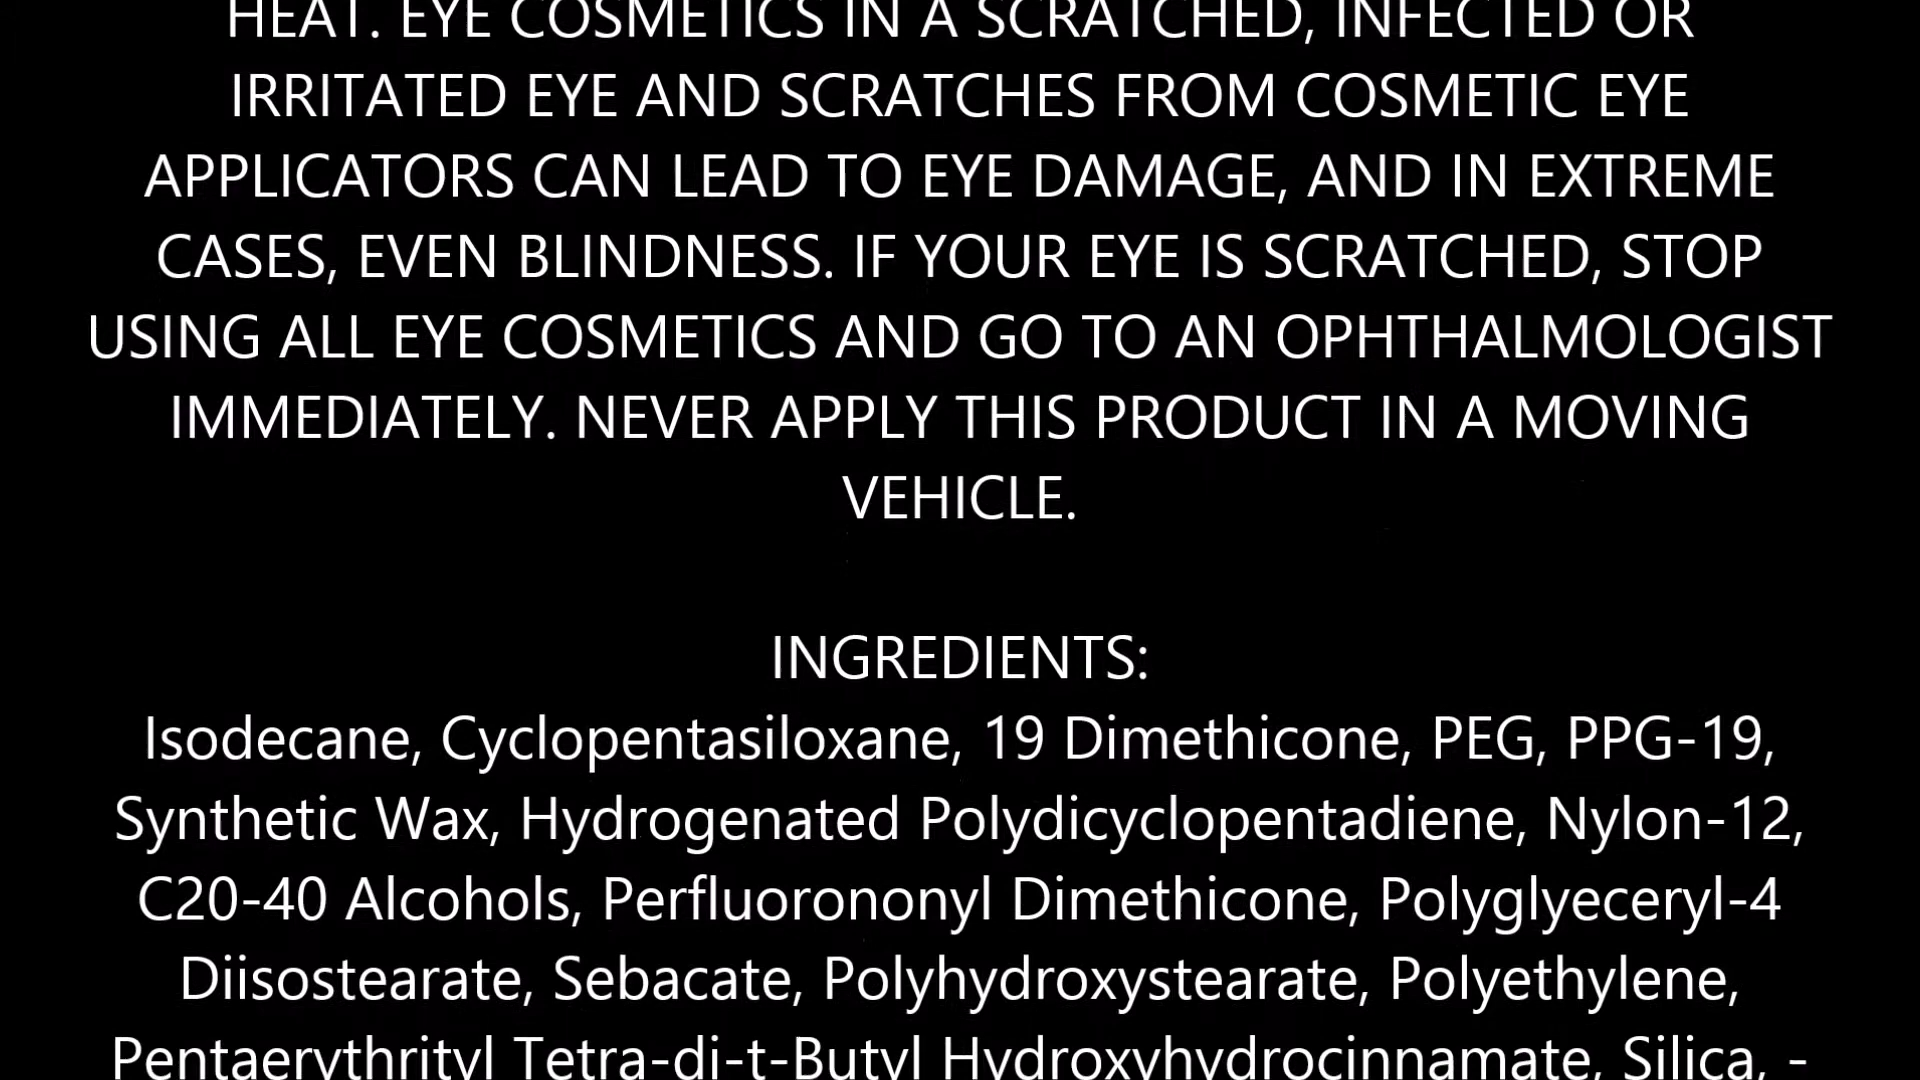 HEAT. EYE COSMETICS IN A SCRATCHED, INFECTED OR
IRRITATED EYE AND SCRATCHES FROM COSMETIC EYE
APPLICATORS CAN LEAD TO EYE DAMAGE, AND IN EXTREME
CASES, EVEN BLINDNESS. IF YOUR EYE IS SCRATCHED, STOP
USING ALL EYE COSMETICS AND GO TO AN OPHTHALMOLOGIST
IMMEDIATELY. NEVER APPLY THIS PRODUCT IN A MOVING
VEHICLE.
INGREDIENTS:
Isodecane, Cyclopentasiloxane, 19 Dimethicone, PEG, PPG-19,
Synthetic Wax, Hydrogenated Polydicyclopentadiene, Nylon-12,
C20-40 Alcohols, Perfluorononyl Dimethicone, Polyglyeceryl-4
Diisostearate, Sebacate, Polyhydroxystearate, Polyethylene,
Pentaerythrityl Tetra-di-t-Butyl Hydroxyhydrocinnamate, Silica, -